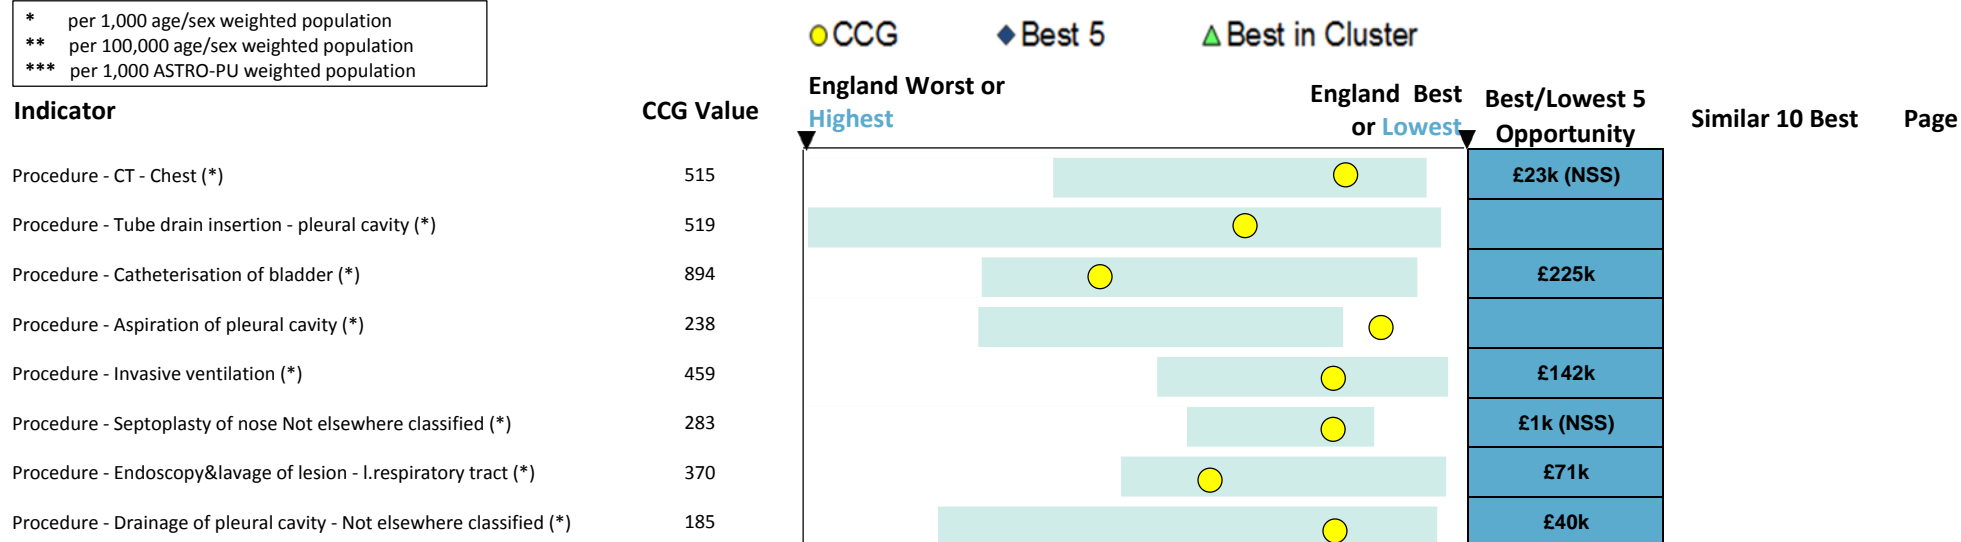 * per 1,000 age/sex weighted population
** per 100,000 age/sex weighted population
*** per 1,000 ASTRO-PU weighted population
CCG Best 5 Best in Cluster
Indicator
CCG Value
England Worst or
Highest
England Best
or Lowest
Best/Lowest 5
Opportunity
Similar 10 Best
Page
Procedure - CT - Chest (*) 515 £23k (NSS)
Procedure - Tube drain insertion - pleural cavity (*) 519
Procedure - Catheterisation of bladder (*) 894 £225k
Procedure - Aspiration of pleural cavity (*) 238
Procedure - Invasive ventilation (*) 459 £142k
Procedure - Septoplasty of nose Not elsewhere classified (*) 283 £1k (NSS)
Procedure - Endoscopy&lavage of lesion - l.respiratory tract (*) 370 £71k
Procedure - Drainage of pleural cavity - Not elsewhere classified (*) 185 £40k